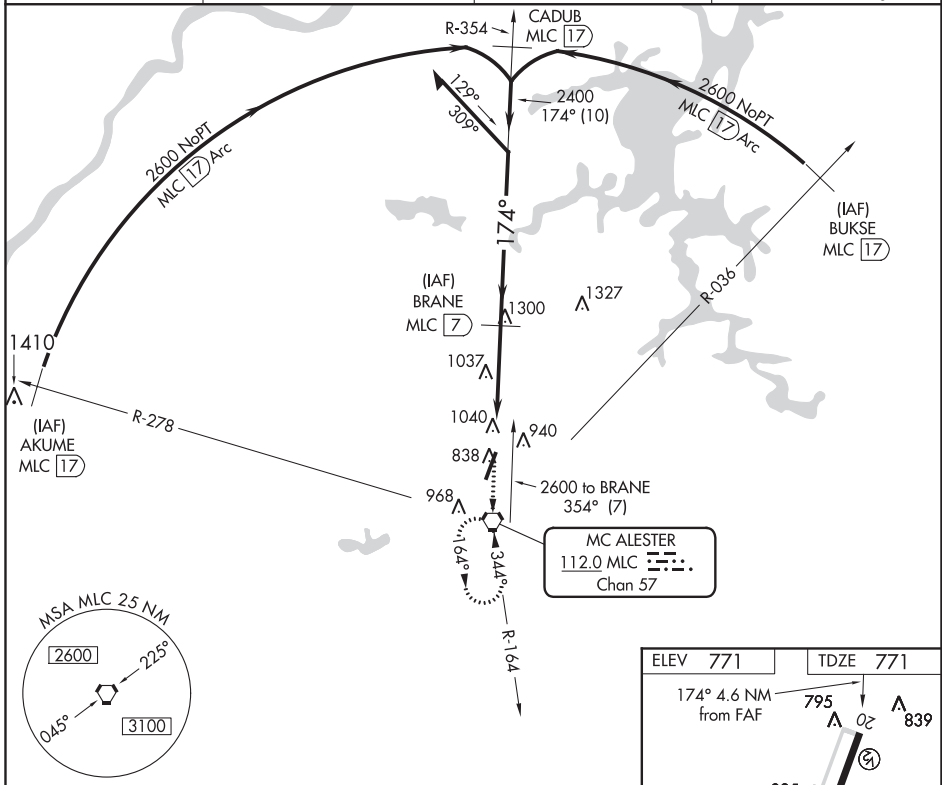 R-354
CADUB
MLC 17
129°
309°
2400
174° (10)
2600 NoPT
MLC 17 Arc
2600 NoPT
MLC 17 Arc
(IAF)
BUKSE
MLC 17
174°
R-036
(IAF)
BRANE
MLC 7
1300
1327
1410
1037
(IAF)
AKUME
MLC 17
R-278
1040
940
838
968
2600 to BRANE
354° (7)
MC ALESTER
112.0 MLC
Chan 57
164°
344°
R-164
MSA MLC 25 NM
2600
225°
045°
3100
ELEV 771
TDZE 771
174° 4.6 NM
from FAF
795
839
20
V2